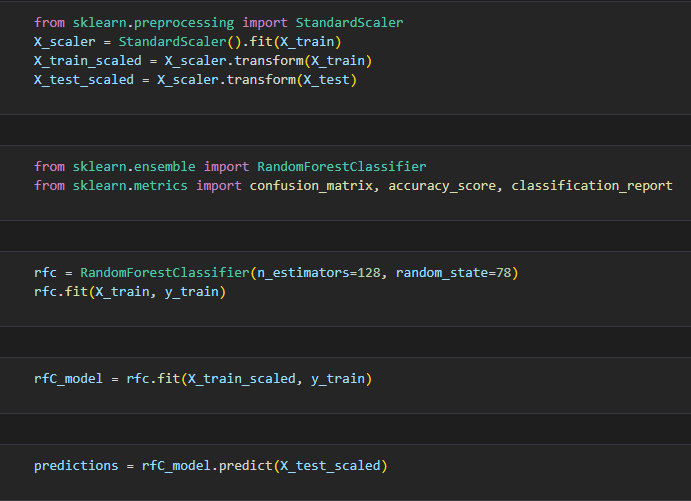 from sklearn.preprocessing import StandardScaler
X_scaler = StandardScaler().fit(X_train)
X_train_scaled = X_scaler.transform(X_train)
X_test_scaled = X_scaler.transform(X_test)
from sklearn.ensemble import RandomForestClassifier
from sklearn.metrics import confusion_matrix, accuracy_score, classification_report
rfc = RandomForestClassifier(n_estimators=128, random_state=78)
rfc.fit(X_train, y_train)
rfC_model = rfc.fit(X_train_scaled, y_train)
predictions = rfC_model.predict(X_test_scaled)